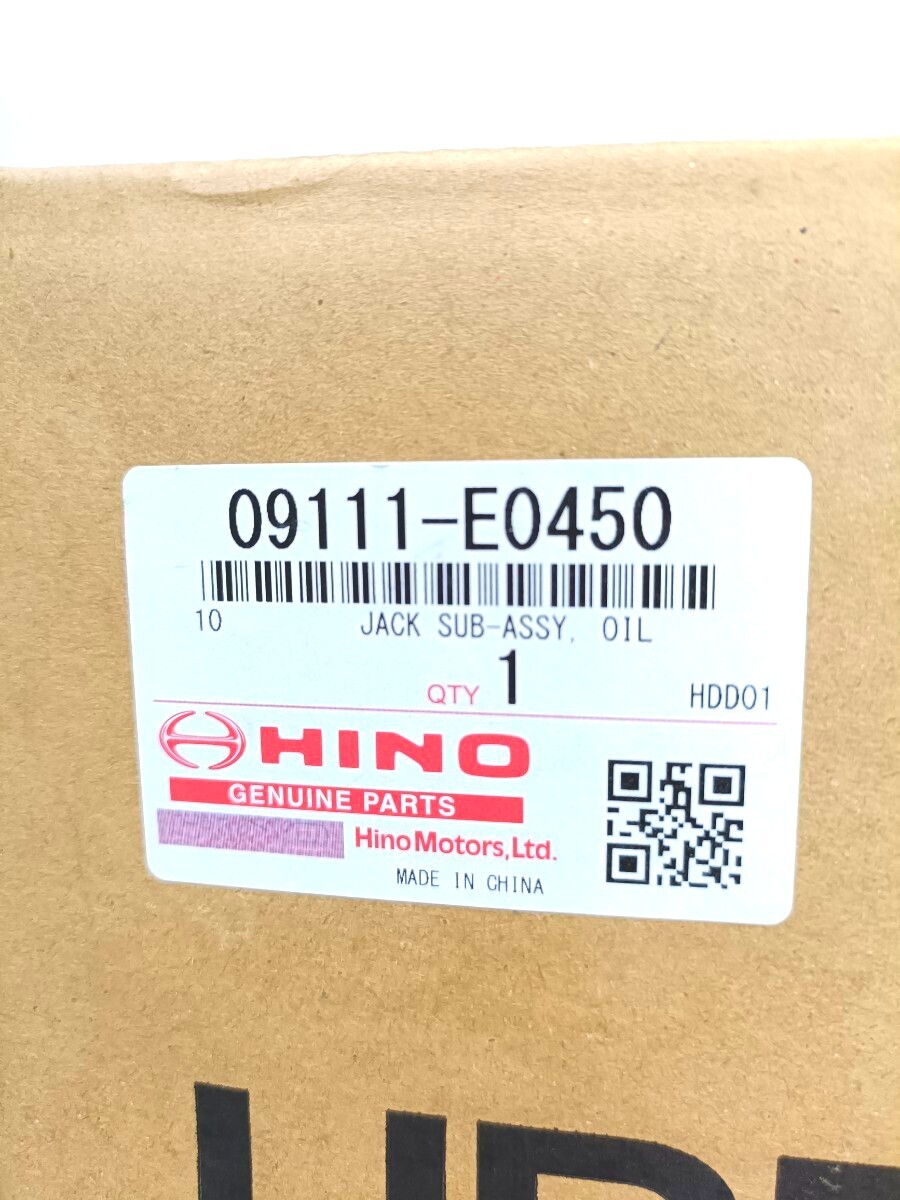 09111-E0450
10 JACK SUB-ASSY, OIL
QTY 1 HDD01
HINO
GENUINE PARTS
Hino Motors, Ltd.
MADE IN CHINA